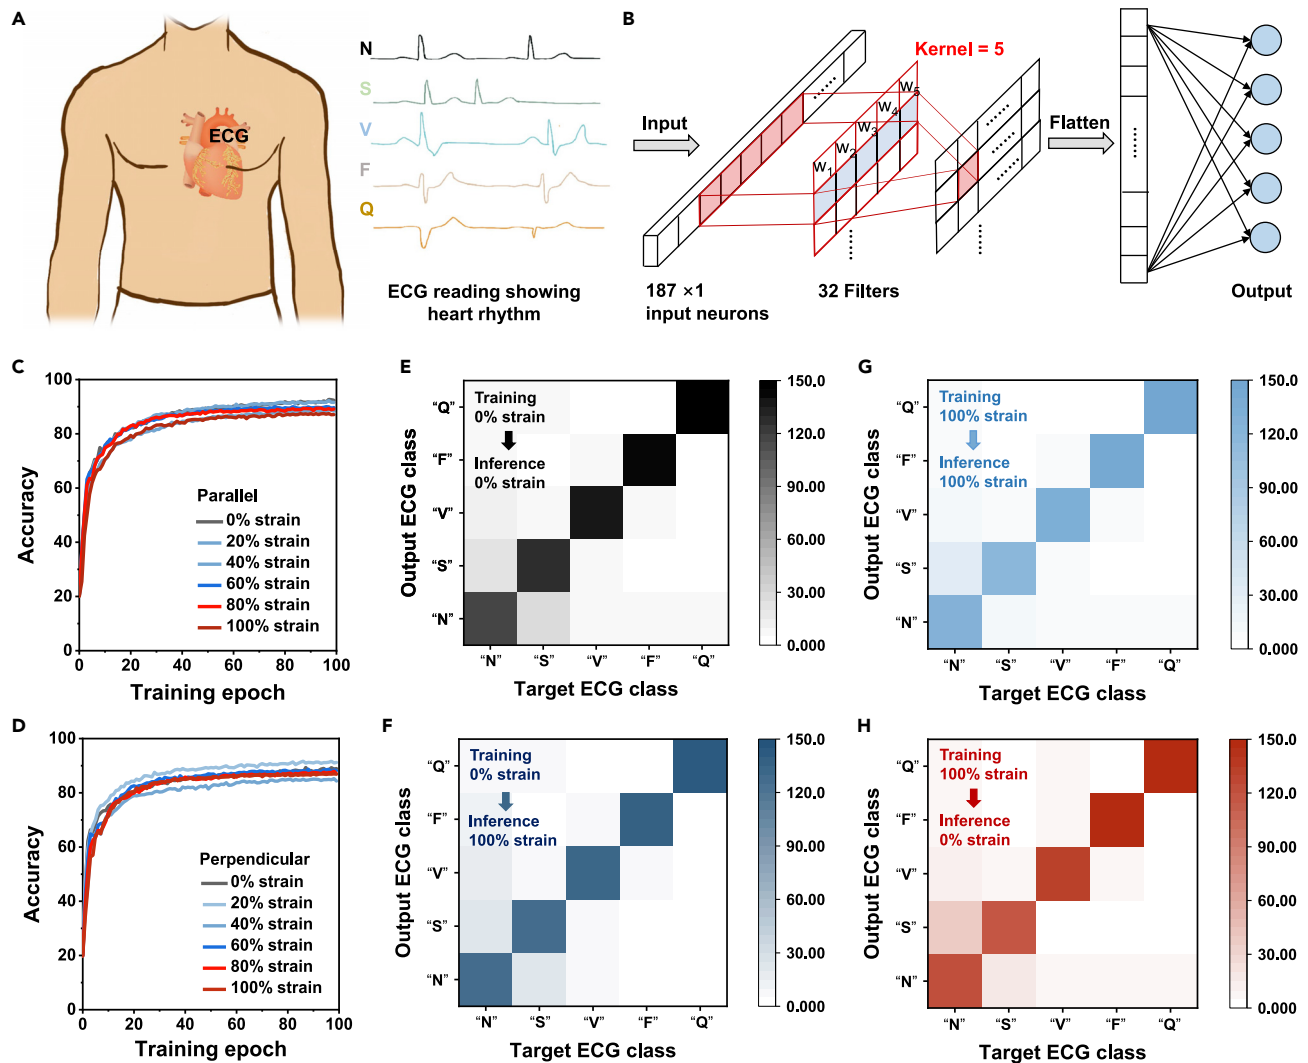 A
ECG
N
S
V
F
Q
ECG reading showing
heart rhythm
B
Kernel = 5
Input
W1
W2
W3
W4
W5
Flatten
187 ×1
input neurons
32 Filters
Output
C
Accuracy
100
80
60
40
20
0
Parallel
0% strain
20% strain
40% strain
60% strain
80% strain
100% strain
0 20 40 60 80 100
Training epoch
D
Accuracy
100
80
60
40
20
0
Perpendicular
0% strain
20% strain
40% strain
60% strain
80% strain
100% strain
0 20 40 60 80 100
Training epoch
E
Output ECG class
Training
0% strain
Inference
0% strain
"Q"
"F"
"V"
"S"
"N"
"N" "S" "V" "F" "Q"
Target ECG class
150.0
120.0
90.00
60.00
30.00
0.000
F
Output ECG class
Training
0% strain
Inference
100% strain
"Q"
"F"
"V"
"S"
"N"
"N" "S" "V" "F" "Q"
Target ECG class
150.0
120.0
90.00
60.00
30.00
0.000
G
Output ECG class
Training
100% strain
Inference
100% strain
"Q"
"F"
"V"
"S"
"N"
"N" "S" "V" "F" "Q"
Target ECG class
150.0
120.0
90.00
60.00
30.00
0.000
H
Output ECG class
Training
100% strain
Inference
0% strain
"Q"
"F"
"V"
"S"
"N"
"N" "S" "V" "F" "Q"
Target ECG class
150.0
120.0
90.00
60.00
30.00
0.000